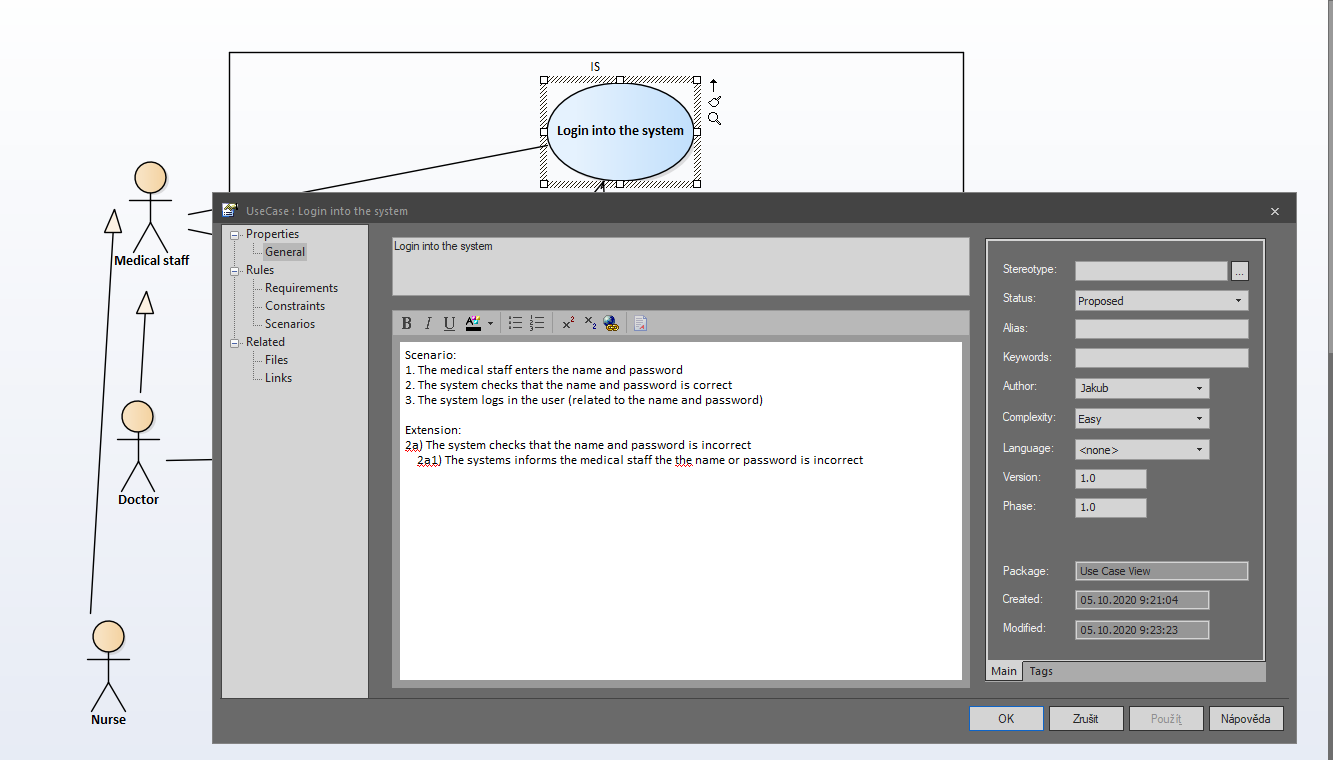 IS
Login into the system
Medical staff
Doctor
Nurse
UseCase : Login into the system
Properties
General
Rules
Requirements
Constraints
Scenarios
Related
Files
Links
Login into the system
B I U A x² x₂
Scenario:
1. The medical staff enters the name and password
2. The system checks that the name and password is correct
3. The system logs in the user (related to the name and password)
Extension:
2a) The system checks that the name and password is incorrect
2a1) The systems informs the medical staff the the name or password is incorrect
Stereotype: ...
Status: Proposed
Alias:
Keywords:
Author: Jakub
Complexity: Easy
Language: <none>
Version: 1.0
Phase: 1.0
Package: Use Case View
Created: 05.10.2020 9:21:04
Modified: 05.10.2020 9:23:23
Main Tags
OK Zrušit Použít Nápověda